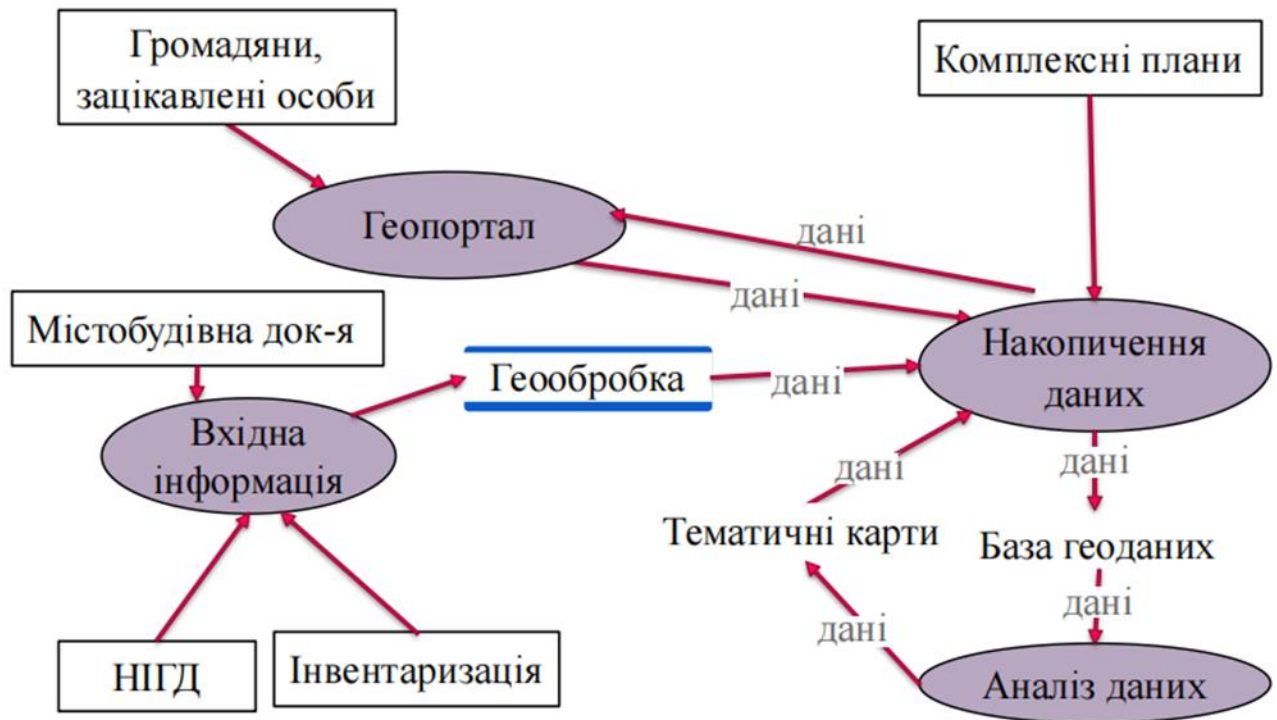 Громадяни,
зацікавлені особи
Комплексні плани
Геопортал
дані
дані
Містобудівна док-я
Геообробка
дані
Накопичення
даних
Вхідна
інформація
дані
дані
Тематичні карти
База геоданих
дані
дані
НІГД
Інвентаризація
Аналіз даних